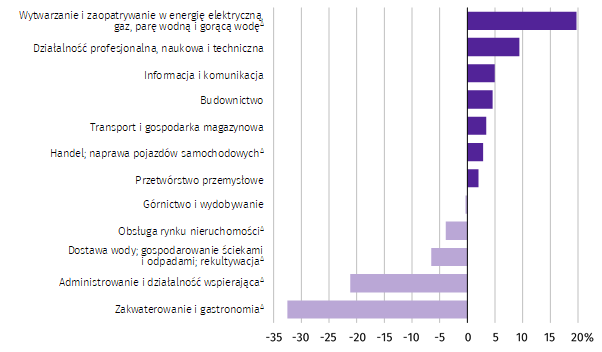 Wytwarzanie i zaopatrywanie w energię elektryczną,
gaz, parę wodną i gorącą wodę∆
Działalność profesjonalna, naukowa i techniczna
Informacja i komunikacja
Budownictwo
Transport i gospodarka magazynowa
Handel; naprawa pojazdów samochodowych∆
Przetwórstwo przemysłowe
Górnictwo i wydobywanie
Obsługa rynku nieruchomości∆
Dostawa wody; gospodarowanie ściekami
i odpadami; rekultywacja∆
Administrowanie i działalność wspierająca∆
Zakwaterowanie i gastronomia∆
-35 -30 -25 -20 -15 -10 -5 0 5 10 15 20%